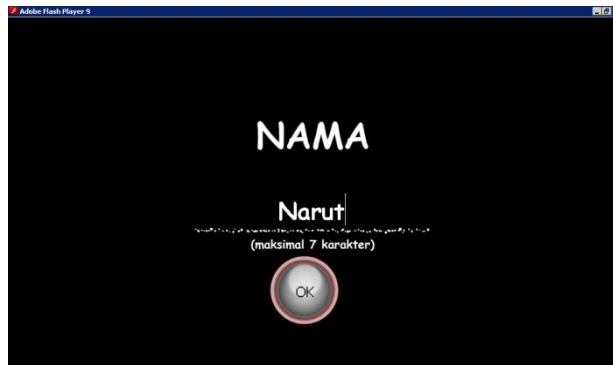 Adobe Flash Player 9
NAMA
Narut
(maksimal 7 karakter)
OK